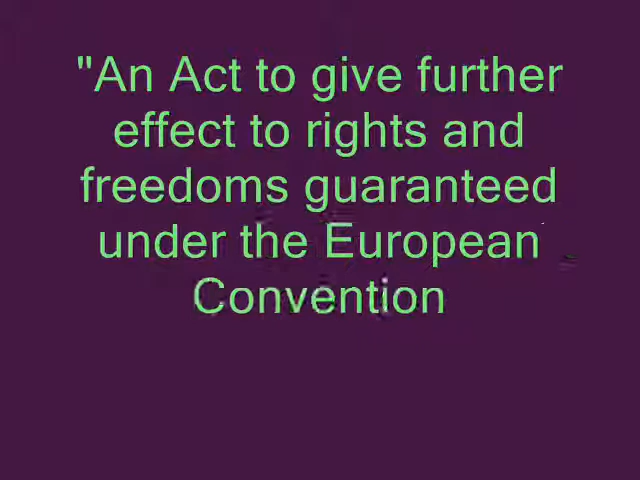 "An Act to give further
effect to rights and
freedoms guaranteed
under the European
Convention